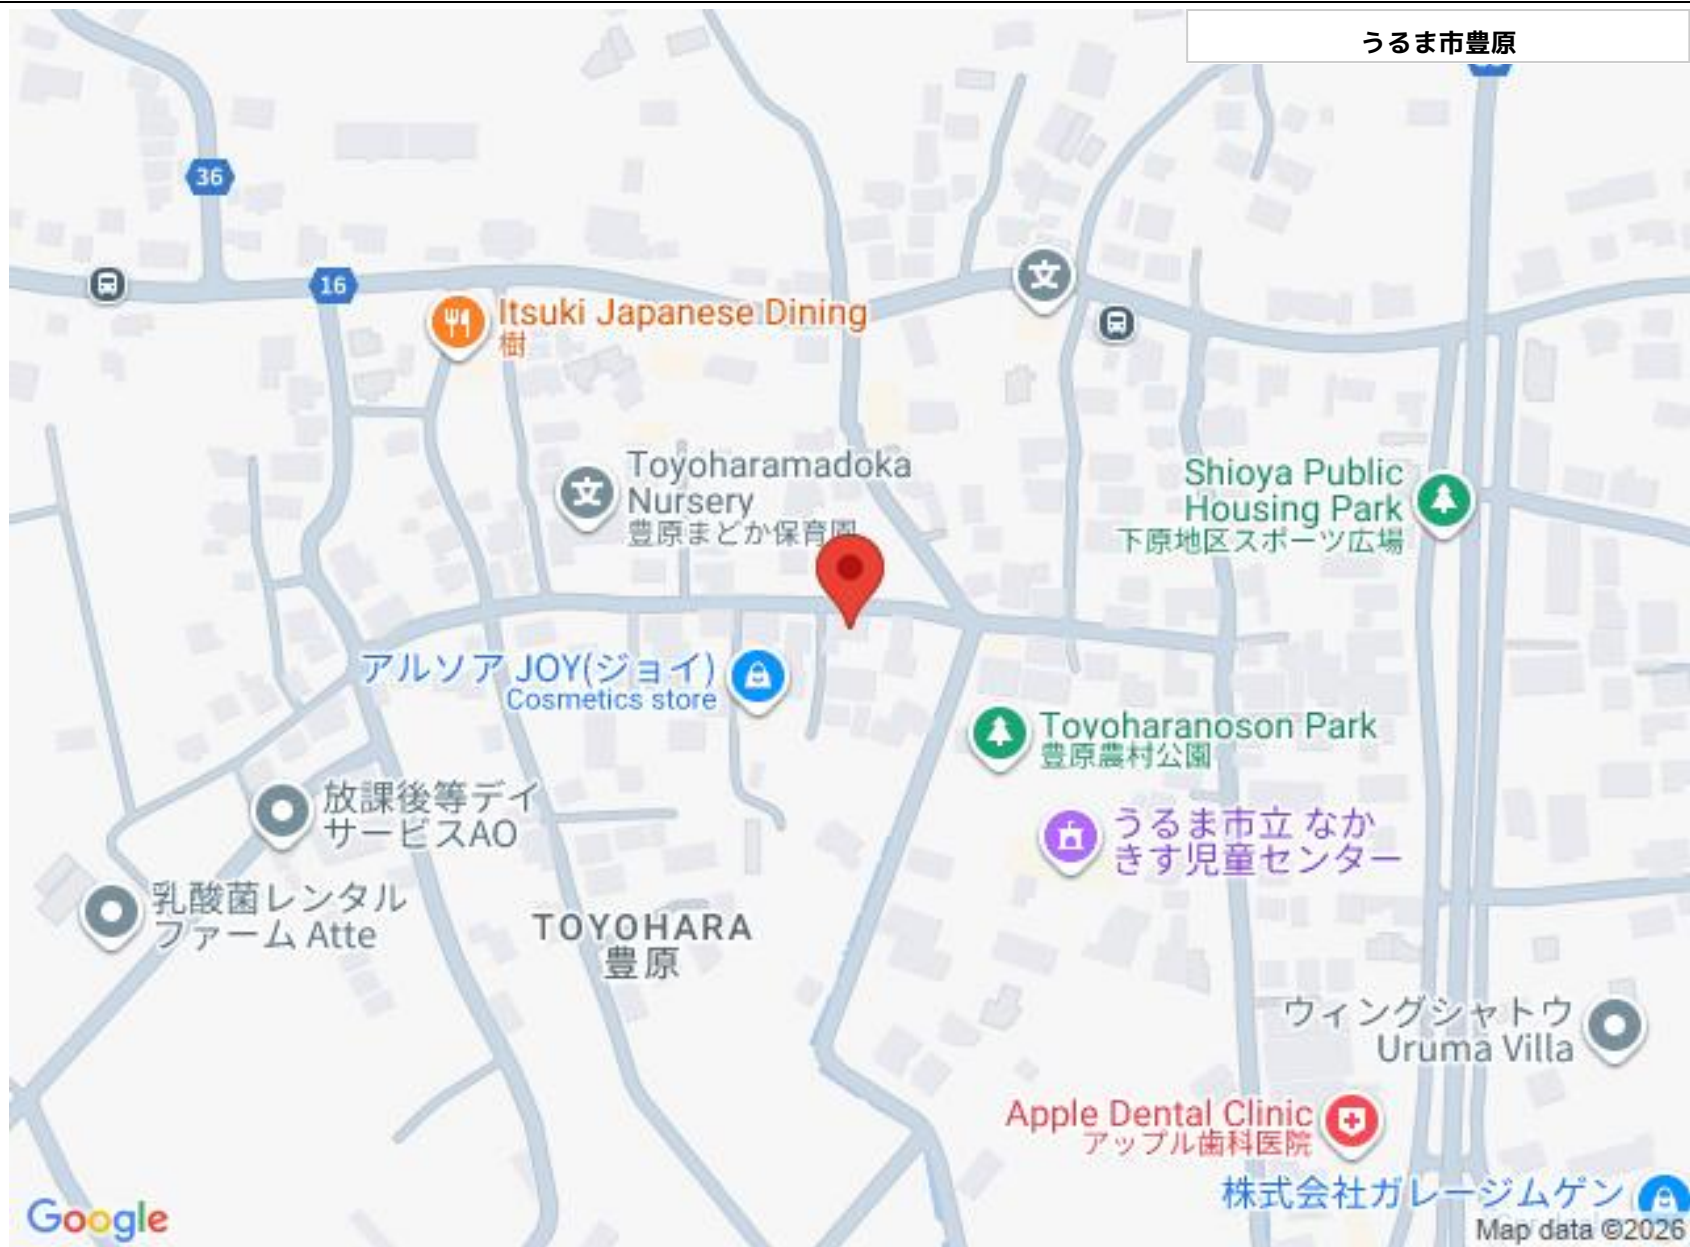 うるま市豊原
36
16
Itsuki Japanese Dining
樹
Toyoharamadoka
Nursery
豊原まどか保育園
Shioya Public
Housing Park
下原地区スポーツ広場
アルソア JOY(ジョイ)
Cosmetics store
Toyoharanoson Park
豊原農村公園
放課後等デイ
サービスAO
うるま市立 なか
きす児童センター
乳酸菌レンタル
ファーム Atte
TOYOHARA
豊原
ウィングシャトウ
Uruma Villa
Apple Dental Clinic
アップル歯科医院
株式会社ガレージムゲン
Google
Map data ©2026